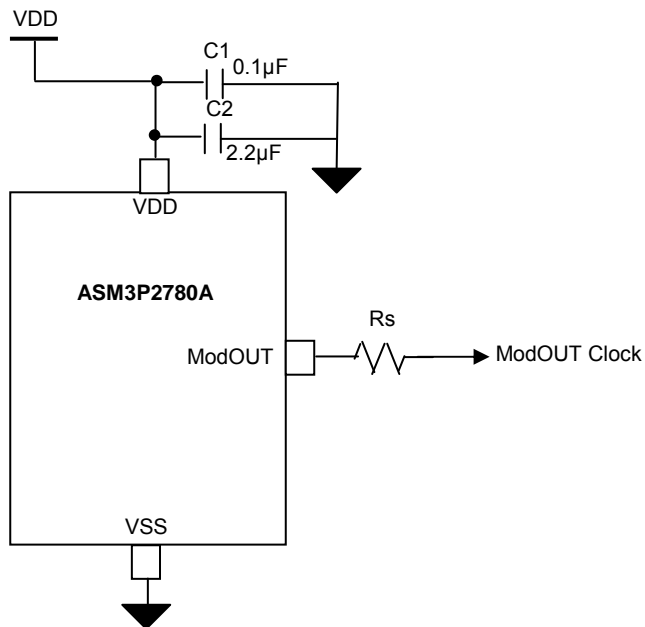 VDD
C1
0.1µF
C2
2.2µF
VDD
ASM3P2780A
Rs
ModOUT
ModOUT Clock
VSS